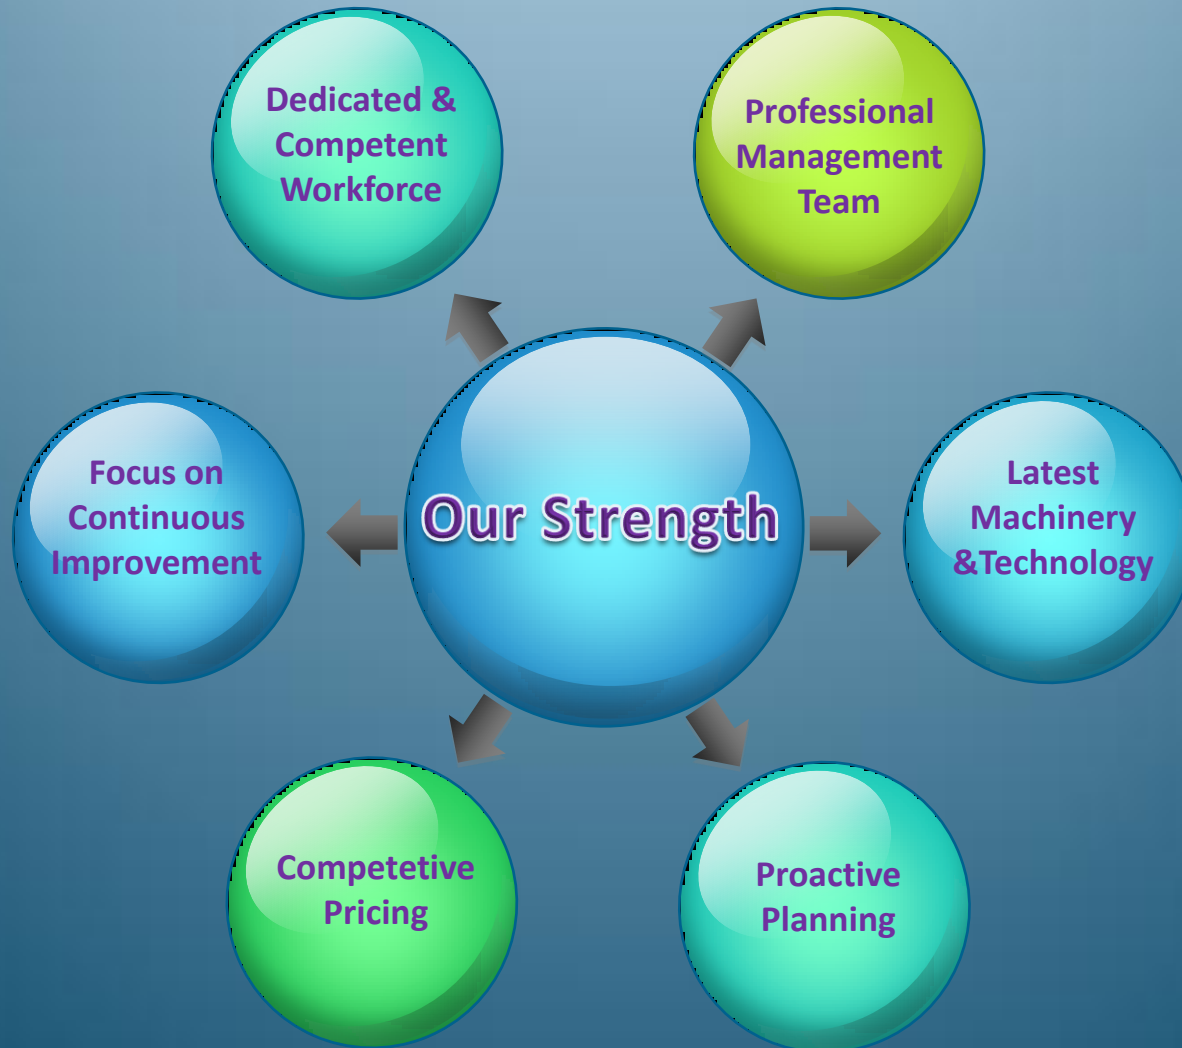 Dedicated &
Competent
Workforce
Professional
Management
Team
Focus on
Continuous
Improvement
Our Strength
Latest
Machinery
&Technology
Competetive
Pricing
Proactive
Planning